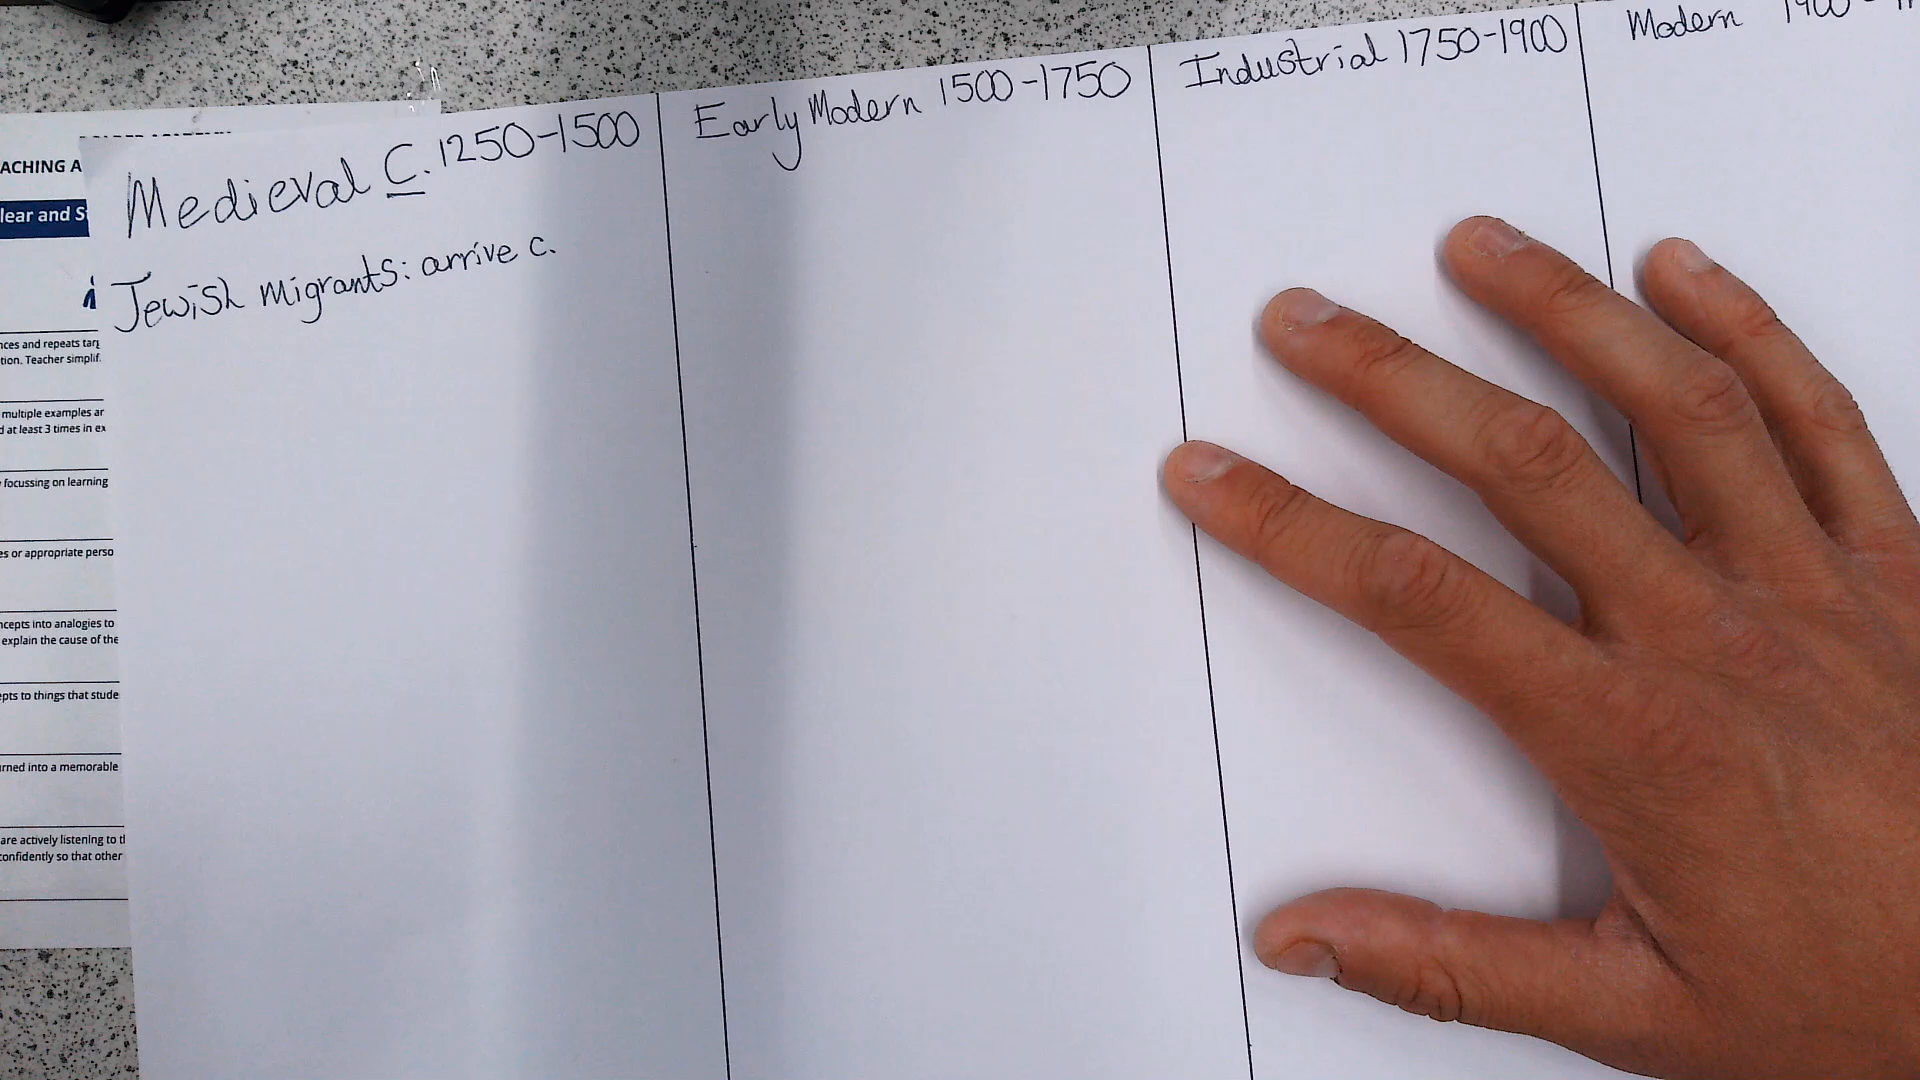 Medieval C. 1250-1500
Jewish migrants: arrive c.
Early Modern 1500-1750
Industrial 1750-1900
Modern 1900 -
ACHING A
lear and S
nces and repeats tar
tion. Teacher simplif
multiple examples ar
d at least 3 times in ex
focussing on learning
es or appropriate perso
ncepts into analogies to
explain the cause of the
epts to things that stude
rned into a memorable
are actively listening to t
confidently so that other